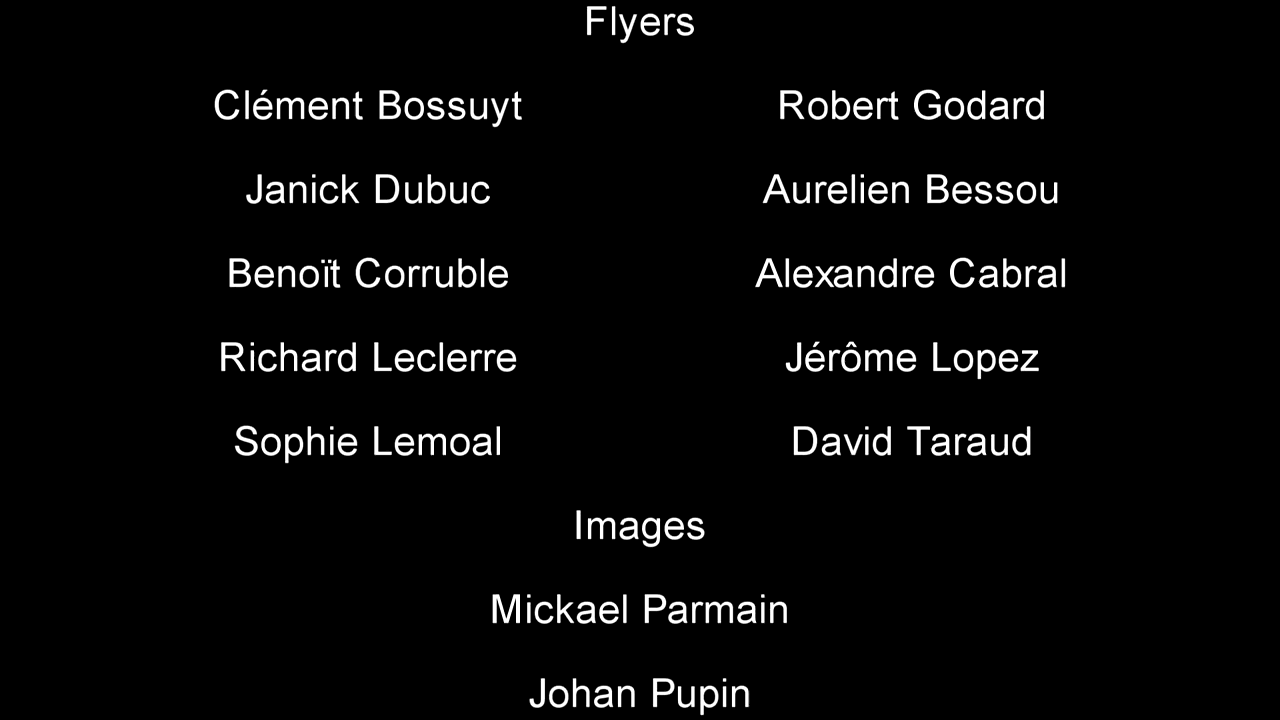 Flyers
Clément Bossuyt Robert Godard
Janick Dubuc Aurelien Bessou
Benoït Corruble Alexandre Cabral
Richard Leclerre Jérôme Lopez
Sophie Lemoal David Taraud
Images
Mickael Parmain
Johan Pupin